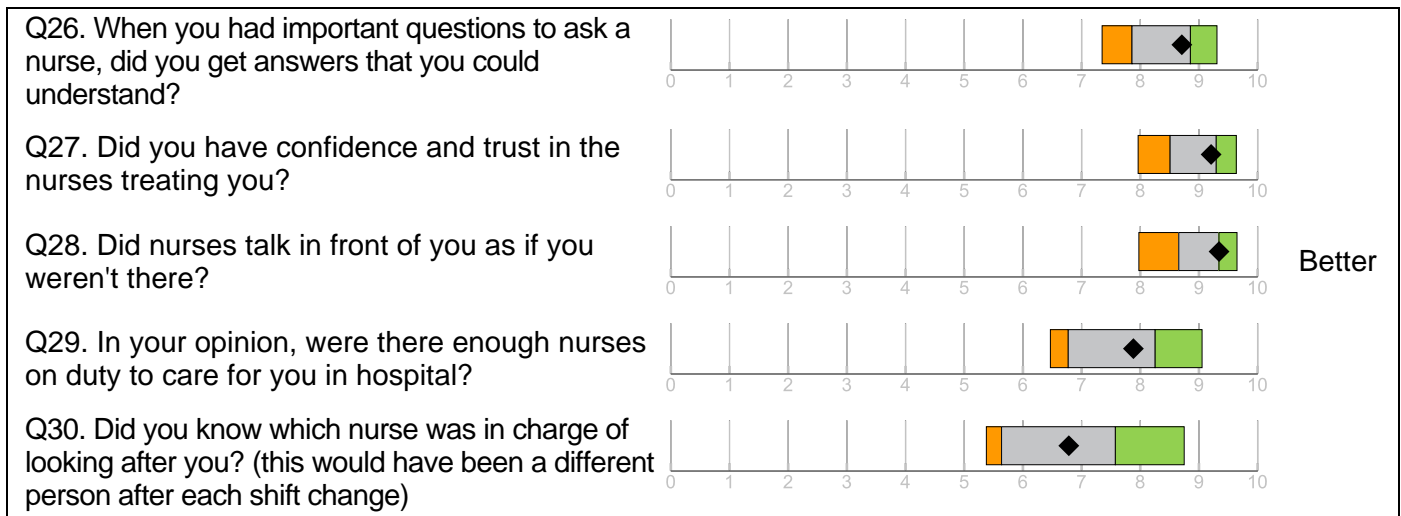 Q26. When you had important questions to ask a
nurse, did you get answers that you could
understand?
0 1 2 3 4 5 6 7 8 9 10
Q27. Did you have confidence and trust in the
nurses treating you?
0 1 2 3 4 5 6 7 8 9 10
Q28. Did nurses talk in front of you as if you
weren't there?
Better
0 1 2 3 4 5 6 7 8 9 10
Q29. In your opinion, were there enough nurses
on duty to care for you in hospital?
0 1 2 3 4 5 6 7 8 9 10
Q30. Did you know which nurse was in charge of
looking after you? (this would have been a different
person after each shift change)
0 1 2 3 4 5 6 7 8 9 10